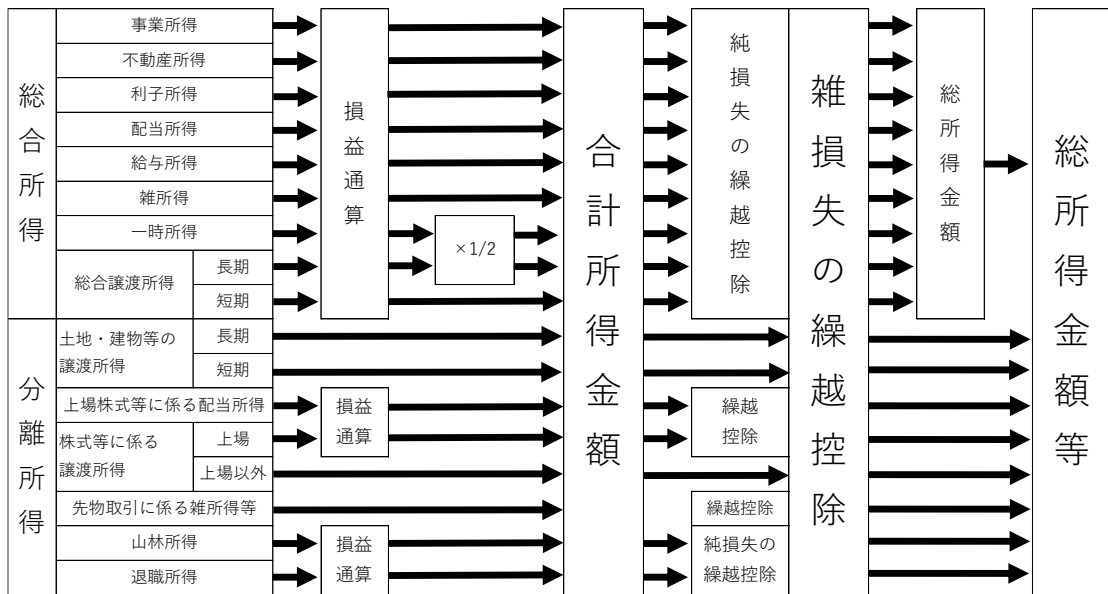 総合所得
事業所得
不動産所得
利子所得
配当所得
給与所得
雑所得
一時所得
総合譲渡所得
長期
短期
分離所得
土地・建物等の
譲渡所得
長期
短期
上場株式等に係る配当所得
株式等に係る
譲渡所得
上場
上場以外
先物取引に係る雑所得等
山林所得
退職所得
損益通算
×1/2
損益
通算
損益
通算
合計所得金額
純損失の繰越控除
繰越
控除
繰越控除
純損失の
繰越控除
雑損失の繰越控除
総所得金額
総所得金額等